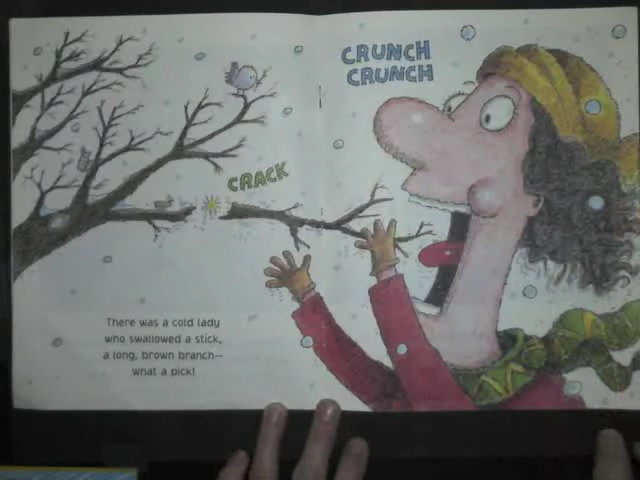 CRUNCH
CRUNCH
CRACK
There was a cold lady
who swallowed a stick,
a long, brown branch—
what a pick!